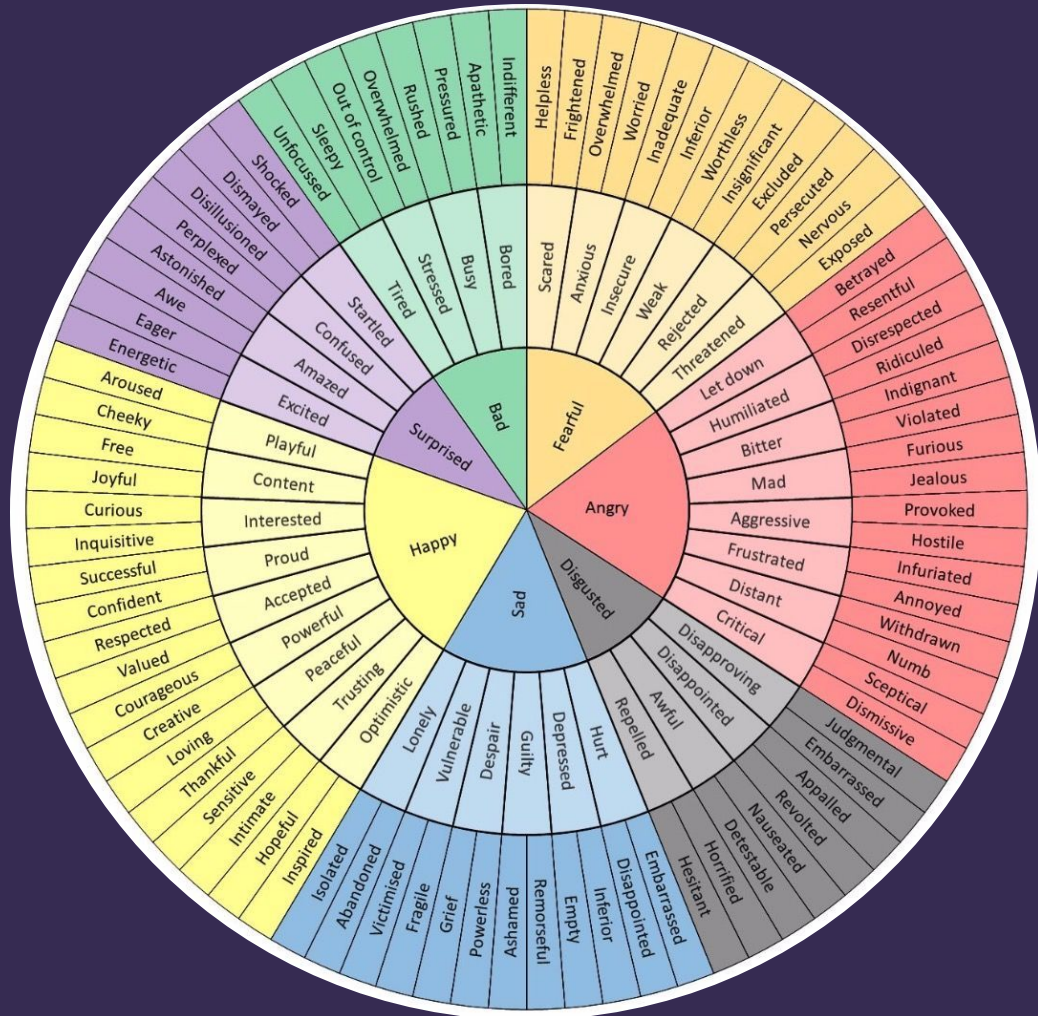 Fearful
Angry
Disgusted
Sad
Happy
Surprised
Bad
Scared
Anxious
Insecure
Weak
Rejected
Threatened
Let down
Humiliated
Bitter
Mad
Aggressive
Frustrated
Distant
Critical
Disapproving
Disappointed
Awful
Repelled
Hurt
Depressed
Guilty
Despair
Vulnerable
Lonely
Optimistic
Trusting
Peaceful
Powerful
Accepted
Proud
Interested
Content
Playful
Excited
Amazed
Confused
Startled
Tired
Stressed
Busy
Bored
Helpless
Frightened
Overwhelmed
Worried
Inadequate
Inferior
Worthless
Insignificant
Excluded
Persecuted
Nervous
Exposed
Betrayed
Resentful
Disrespected
Ridiculed
Indignant
Violated
Furious
Jealous
Provoked
Hostile
Infuriated
Annoyed
Withdrawn
Numb
Sceptical
Dismissive
Judgmental
Embarrassed
Appalled
Revolted
Nauseated
Detestable
Horrified
Hesitant
Embarrassed
Disappointed
Inferior
Empty
Remorseful
Ashamed
Powerless
Grief
Fragile
Victimised
Abandoned
Isolated
Inspired
Hopeful
Intimate
Sensitive
Thankful
Loving
Creative
Courageous
Valued
Respected
Confident
Successful
Inquisitive
Curious
Joyful
Free
Cheeky
Aroused
Energetic
Eager
Awe
Astonished
Perplexed
Disillusioned
Dismayed
Shocked
Unfocussed
Sleepy
Out of control
Overwhelmed
Rushed
Pressured
Apathetic
Indifferent